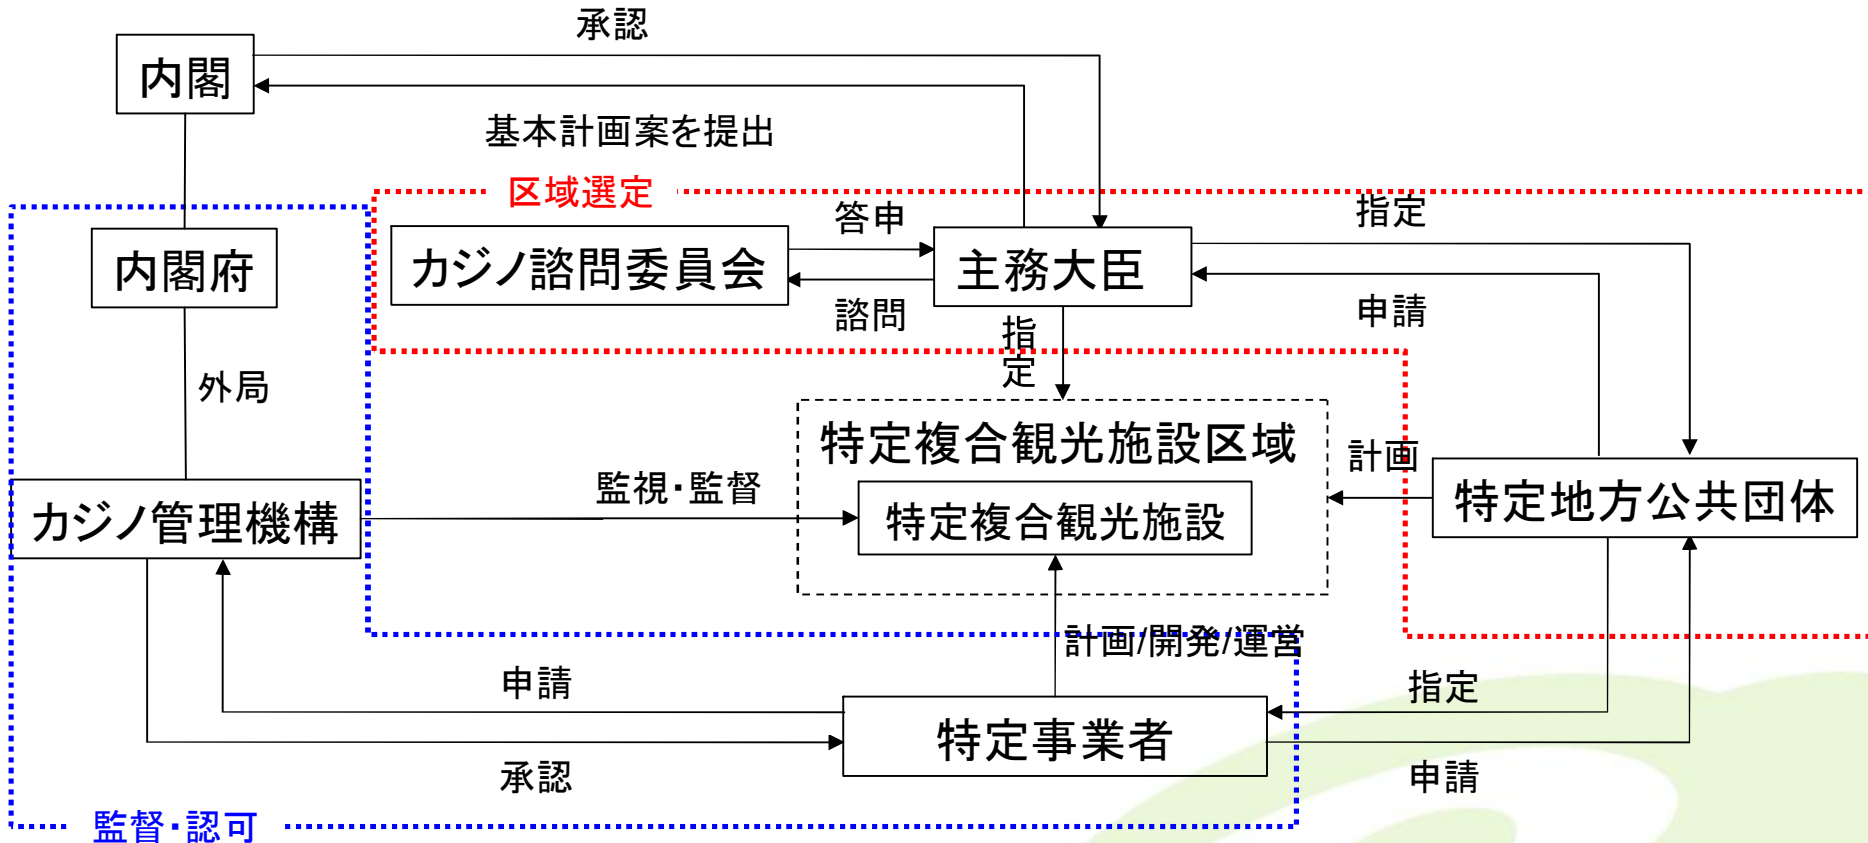 承認
内閣
基本計画案を提出
区域選定
答申
指定
内閣府
カジノ諮問委員会
主務大臣
諮問
申請
指定
外局
特定複合観光施設区域
計画
監視・監督
カジノ管理機構
特定複合観光施設
特定地方公共団体
計画/開発/運営
申請
指定
特定事業者
承認
申請
監督・認可